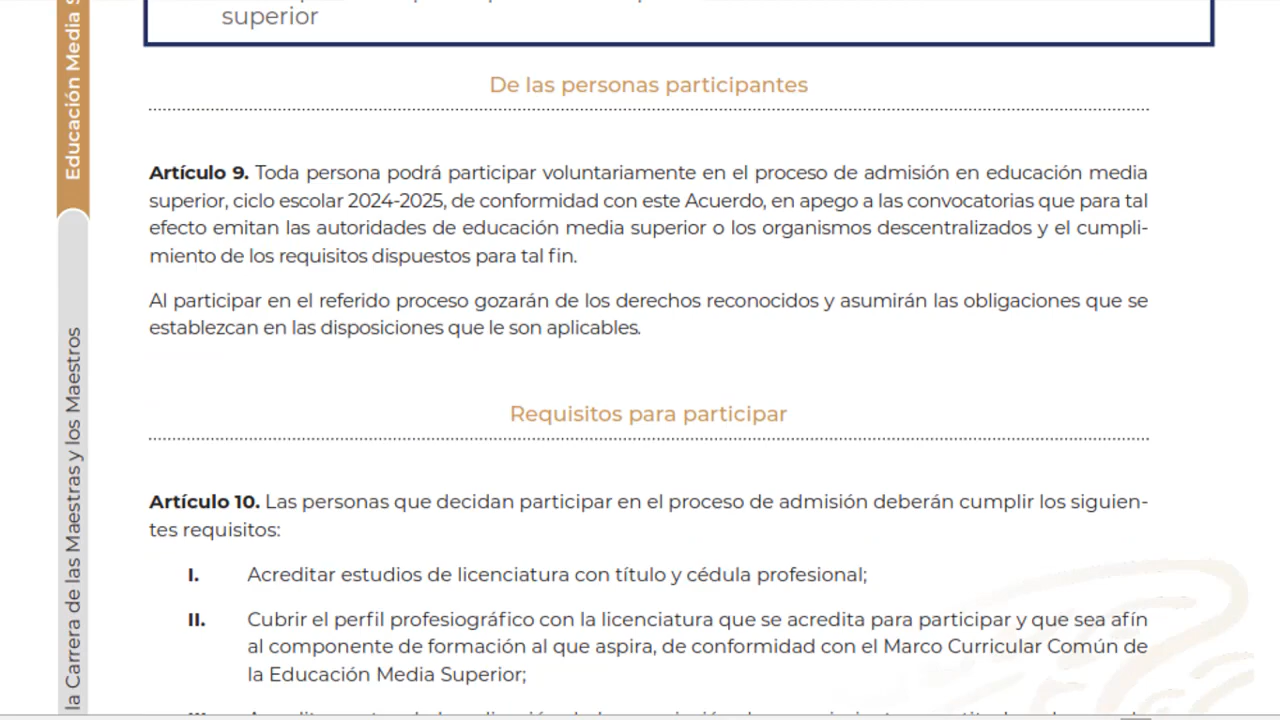 superior
De las personas participantes
Artículo 9. Toda persona podrá participar voluntariamente en el proceso de admisión en educación media
superior, ciclo escolar 2024-2025, de conformidad con este Acuerdo, en apego a las convocatorias que para tal
efecto emitan las autoridades de educación media superior o los organismos descentralizados y el cumpli-
miento de los requisitos dispuestos para tal fin.
Al participar en el referido proceso gozarán de los derechos reconocidos y asumirán las obligaciones que se
establezcan en las disposiciones que le son aplicables.
Requisitos para participar
Artículo 10. Las personas que decidan participar en el proceso de admisión deberán cumplir los siguien-
tes requisitos:
I. Acreditar estudios de licenciatura con título y cédula profesional;
II. Cubrir el perfil profesiográfico con la licenciatura que se acredita para participar y que sea afín
al componente de formación al que aspira, de conformidad con el Marco Curricular Común de
la Educación Media Superior;
Educación Media
la Carrera de las Maestras y los Maestros